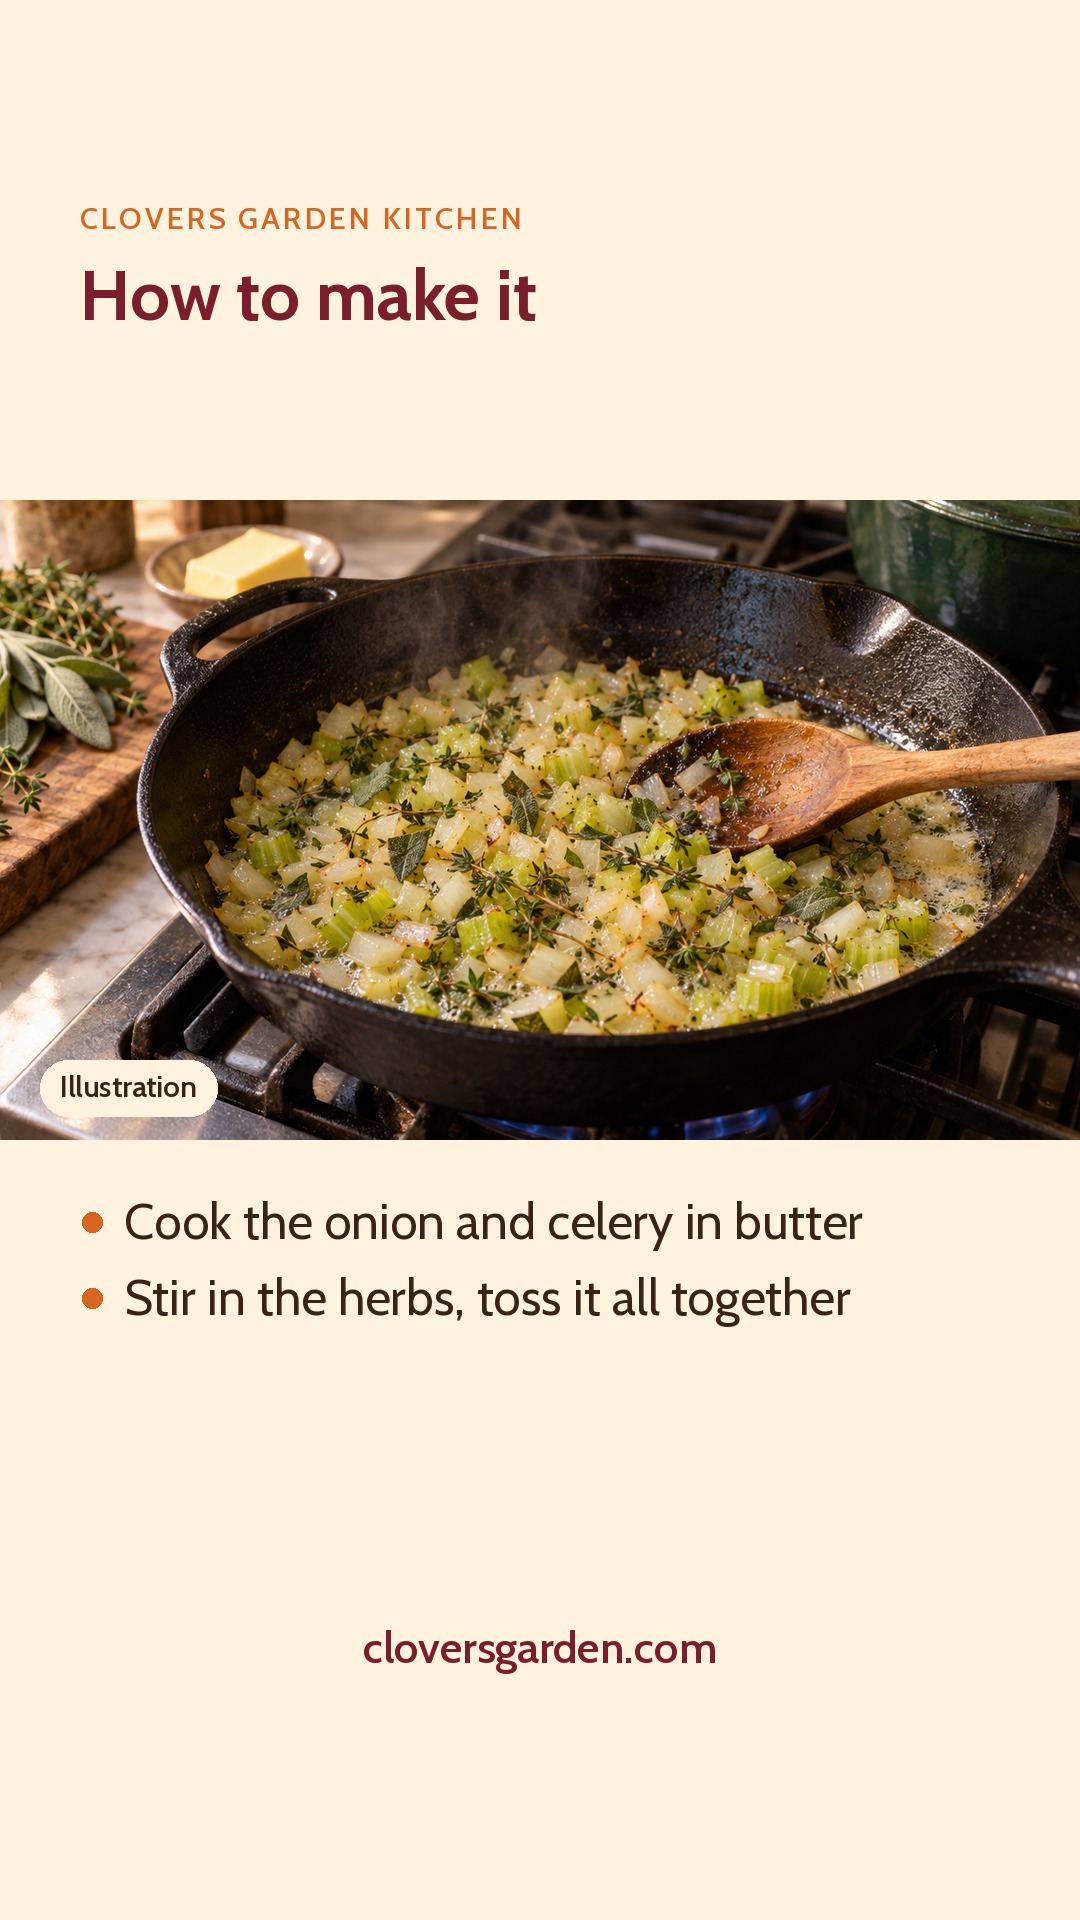 CLOVERS GARDEN KITCHEN
How to make it
Illustration
Cook the onion and celery in butter
Stir in the herbs, toss it all together
cloversgarden.com